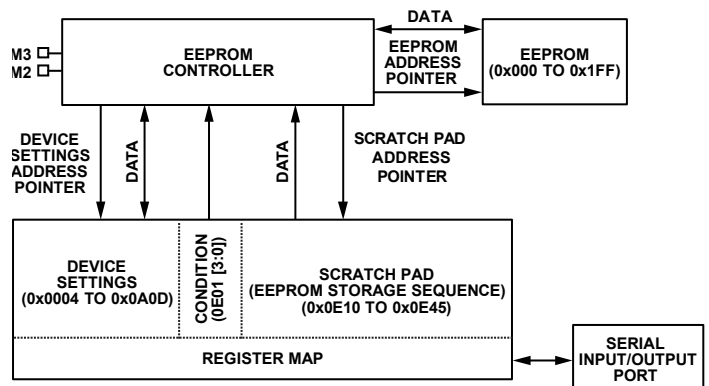 DATA
M3
M2
EEPROM
CONTROLLER
EEPROM
ADDRESS
POINTER
EEPROM
(0x000 TO 0x1FF)
DEVICE
SETTINGS
ADDRESS
POINTER
DATA
DATA
SCRATCH PAD
ADDRESS
POINTER
DEVICE
SETTINGS
(0x0004 TO 0x0A0D)
CONDITION
(0E01 [3:0])
SCRATCH PAD
(EEPROM STORAGE SEQUENCE)
(0x0E10 TO 0x0E45)
REGISTER MAP
SERIAL
INPUT/OUTPUT
PORT